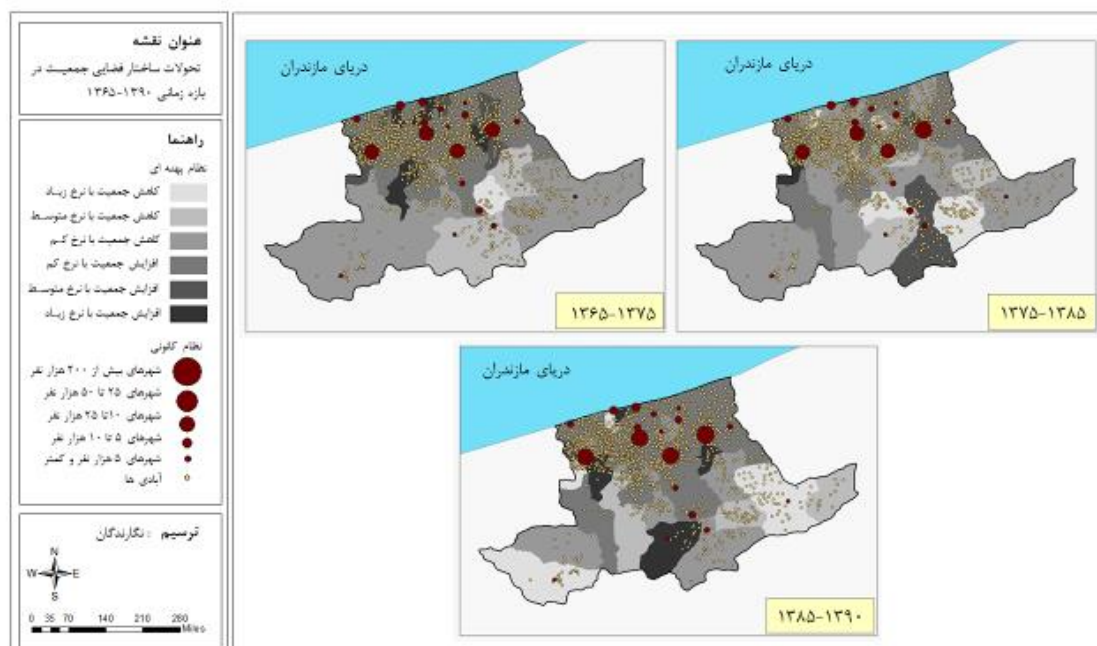 عنوان نقشه
تحولات ساختار فضایی جمعیت در
بازه زمانی ۱۳۹۰-۱۳۶۵
راهنما
نظام پهنه ای
کاهش جمعیت با نرخ زیاد
کاهش جمعیت با نرخ متوسط
کاهش جمعیت با نرخ کم
افزایش جمعیت با نرخ کم
افزایش جمعیت با نرخ متوسط
افزایش جمعیت با نرخ زیاد
نظام کانونی
شهرهای بیش از ۲۰۰ هزار نفر
شهرهای ۲۵ تا ۵۰ هزار نفر
شهرهای ۱۰تا ۲۵ هزار نفر
شهرهای ۵ تا ۱۰ هزار نفر
شهرهای ۵ هزار نفر و کمتر
آبادی ها
ترسیم : نگارندگان
N
W E
S
0 35 70 140 210 280
Miles
دریای مازندران
۱۳۶۵-۱۳۷۵
دریای مازندران
۱۳۷۵-۱۳۸۵
دریای مازندران
۱۳۸۵-۱۳۹۰